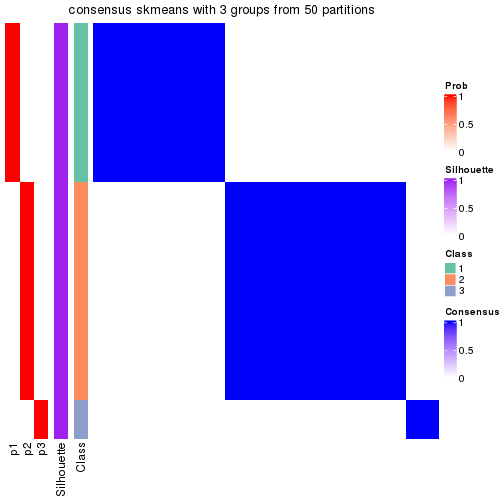 consensus skmeans with 3 groups from 50 partitions
Prob
1
0.5
0
Silhouette
1
0.5
0
Class
1
2
3
Consensus
1
0.5
0
p1
p2
p3
Silhouette
Class